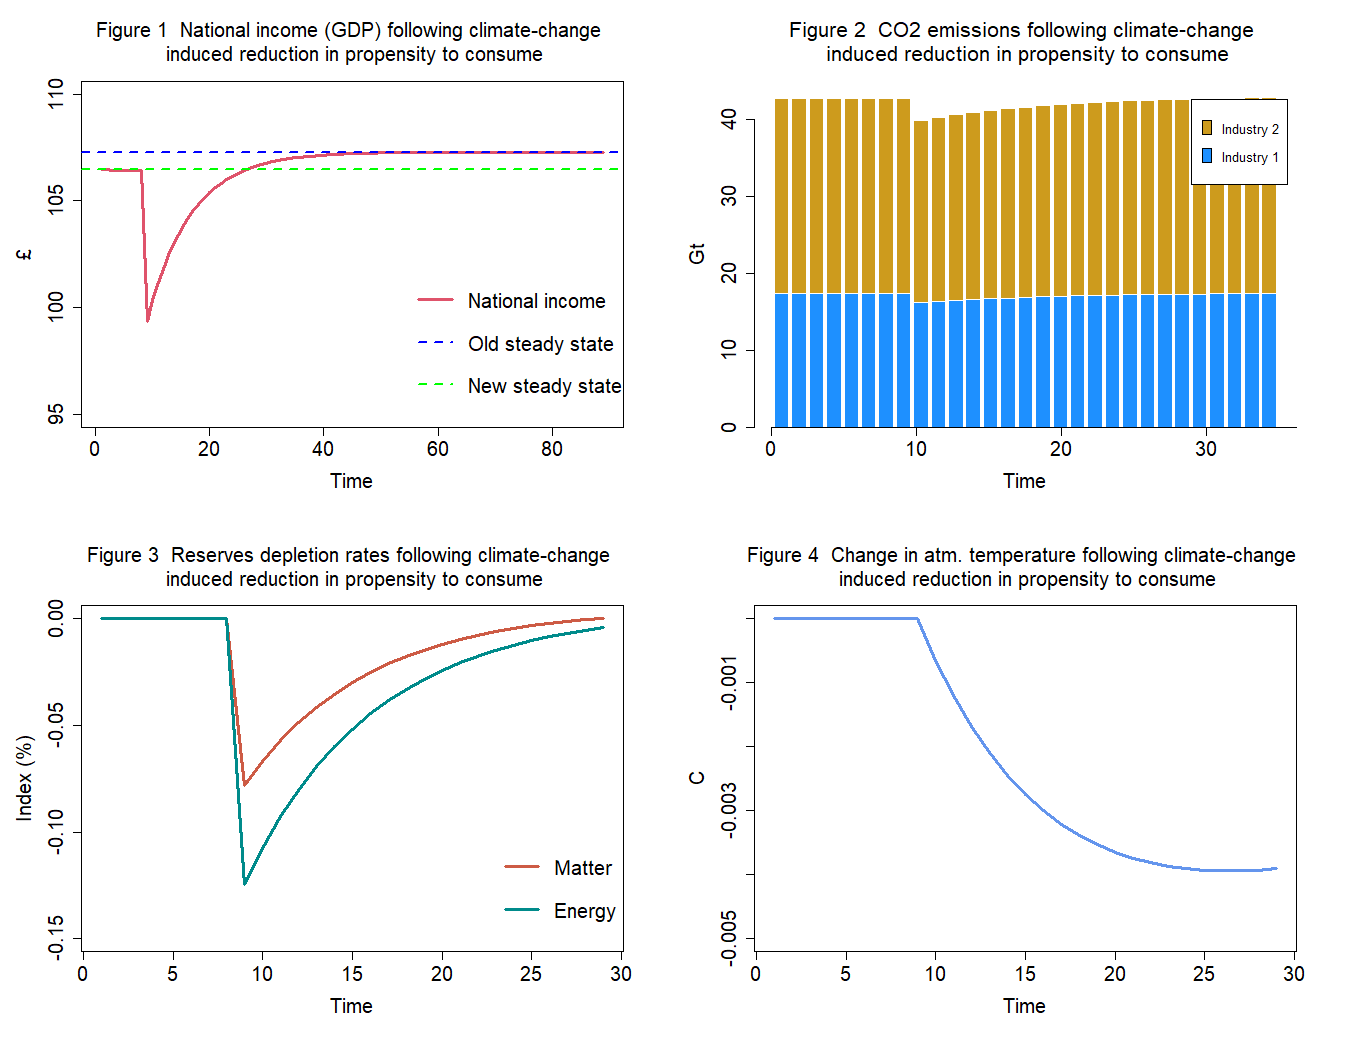 Figure 1  National income (GDP) following climate-change
induced reduction in propensity to consume
110
105
100
95
£
National income
Old steady state
New steady state
0 20 40 60 80
Time
Figure 2  CO2 emissions following climate-change
induced reduction in propensity to consume
40
30
20
10
0
Gt
Industry 2
Industry 1
0 10 20 30
Time
Figure 3  Reserves depletion rates following climate-change
induced reduction in propensity to consume
0.00
-0.05
-0.10
-0.15
Index (%)
Matter
Energy
0 5 10 15 20 25 30
Time
Figure 4  Change in atm. temperature following climate-change
induced reduction in propensity to consume
-0.001
-0.003
-0.005
C
0 5 10 15 20 25 30
Time